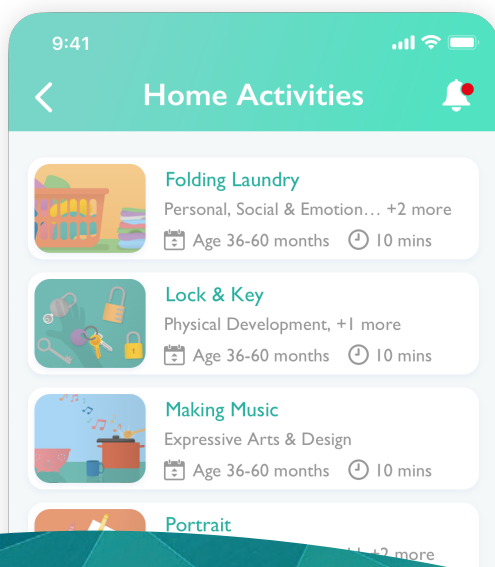 9:41
Home Activities
Folding Laundry
Personal, Social & Emotion... +2 more
Age 36-60 months 10 mins
Lock & Key
Physical Development, +1 more
Age 36-60 months 10 mins
Making Music
Expressive Arts & Design
Age 36-60 months 10 mins
Portrait
+2 more